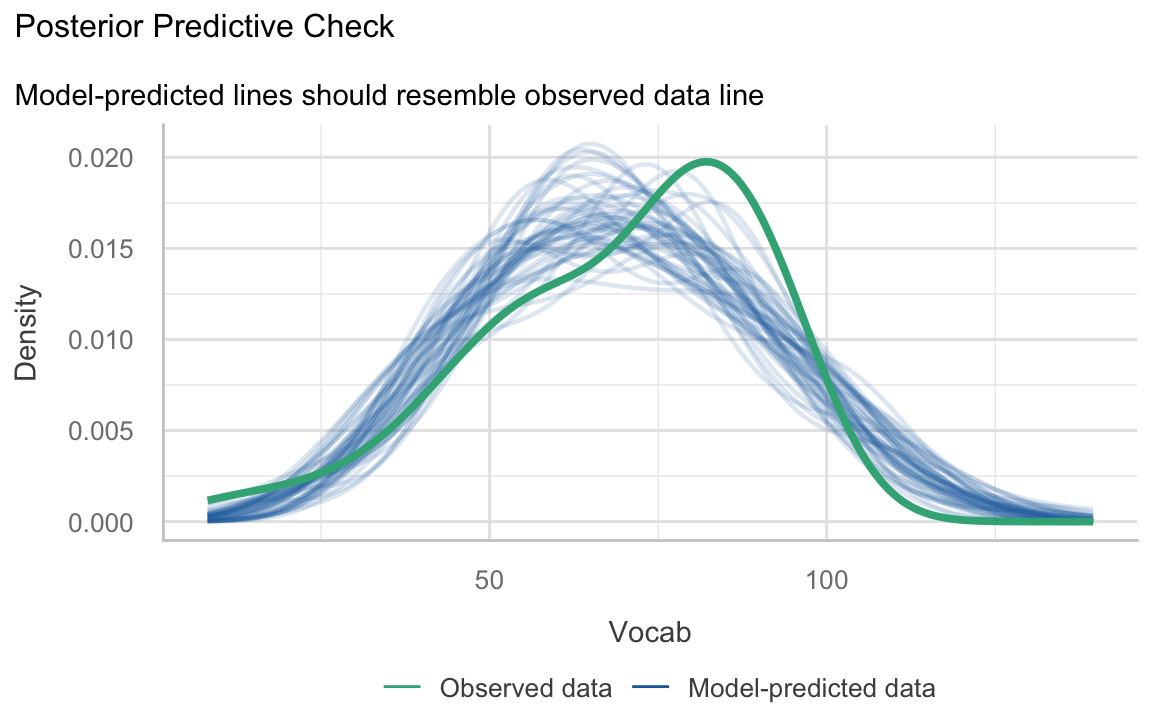 Posterior Predictive Check
Model-predicted lines should resemble observed data line
0.020
0.015
0.010
0.005
0.000
Density
50 100
Vocab
Observed data Model-predicted data